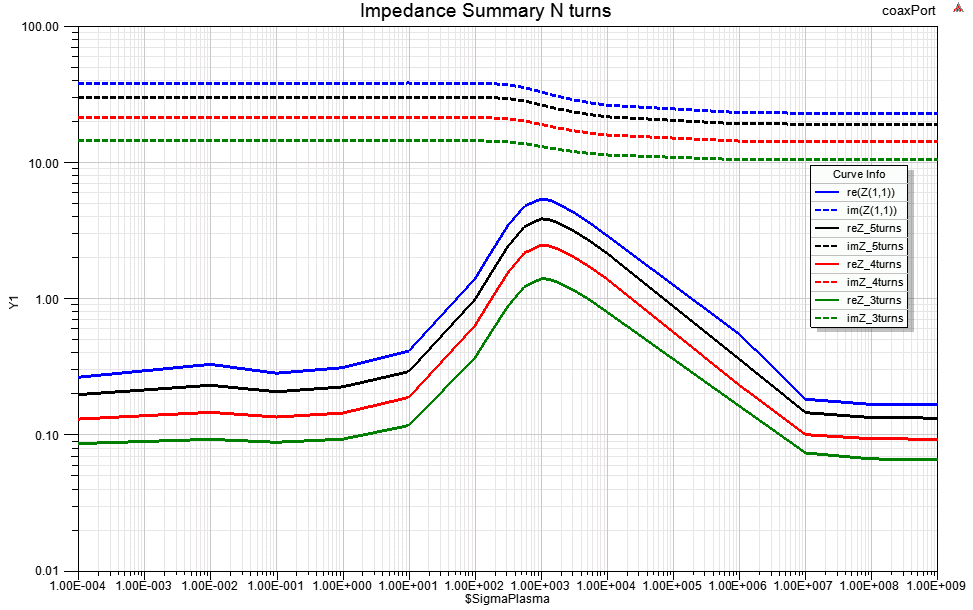 Impedance Summary N turns
coaxPort
100.00
10.00
1.00
0.10
0.01
Y1
Curve Info
re(Z(1,1))
im(Z(1,1))
reZ_5turns
imZ_5turns
reZ_4turns
imZ_4turns
reZ_3turns
imZ_3turns
1.00E-004 1.00E-003 1.00E-002 1.00E-001 1.00E+000 1.00E+001 1.00E+002 1.00E+003 1.00E+004 1.00E+005 1.00E+006 1.00E+007 1.00E+008 1.00E+009
$SigmaPlasma